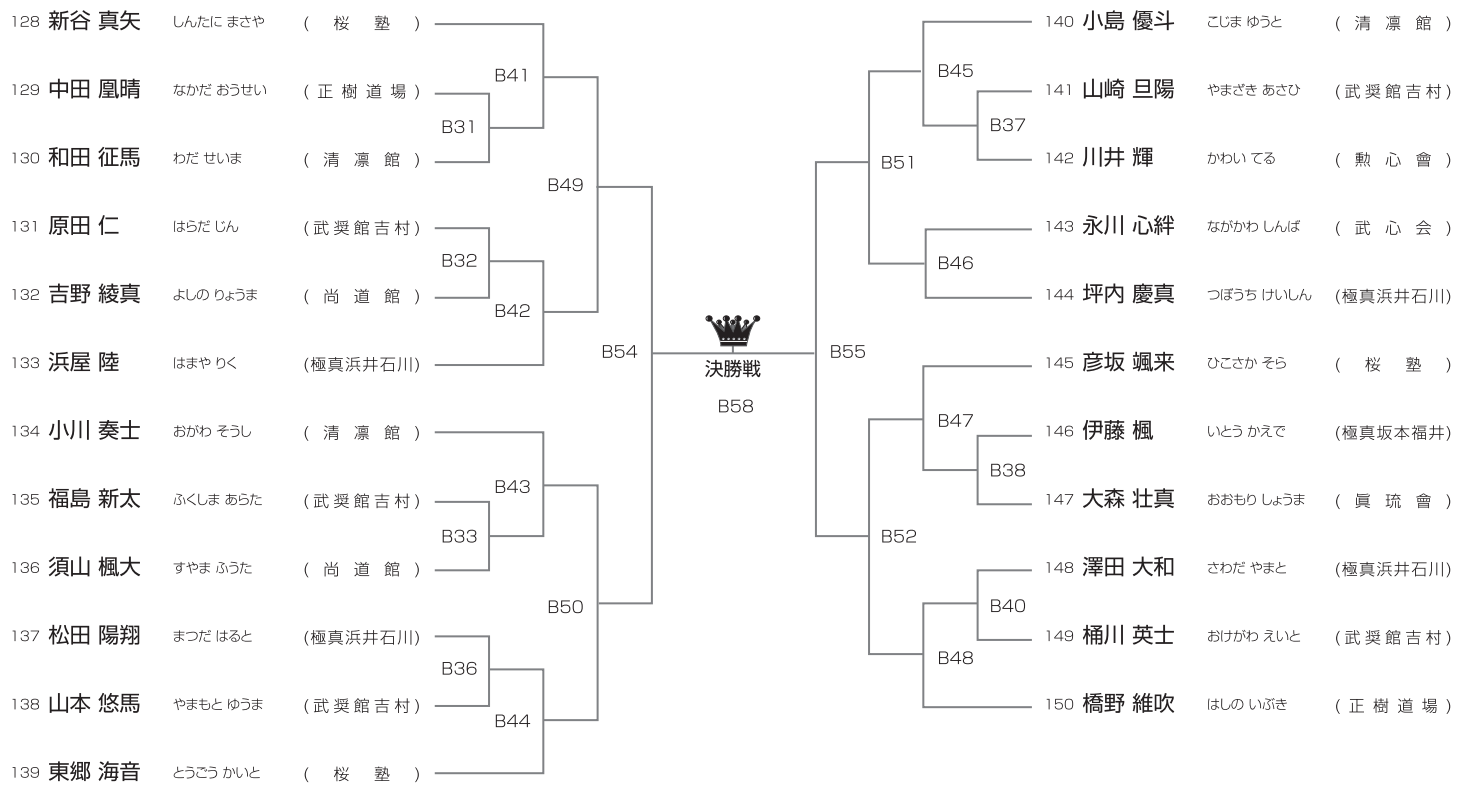 128 新谷 真矢 しんたに まさや (桜塾)
B41
129 中田 凰晴 なかだ おうせい (正樹道場)
B31
130 和田 征馬 わだ せいま (清凛館)
B49
131 原田 仁 はらだ じん (武奨館吉村)
B32
132 吉野 綾真 よしの りょうま (尚道館)
B42
133 浜屋 陸 はまや りく (極真浜井石川)
B54
134 小川 奏士 おがわ そうし (清凛館)
B43
135 福島 新太 ふくしま あらた (武奨館吉村)
B33
136 須山 楓大 すやま ふうた (尚道館)
B50
137 松田 陽翔 まつだ はると (極真浜井石川)
B36
138 山本 悠馬 やまもと ゆうま (武奨館吉村)
B44
139 東郷 海音 とうごう かいと (桜塾)
決勝戦
B58
140 小島 優斗 こじま ゆうと (清凛館)
B45
141 山崎 旦陽 やまざき あさひ (武奨館吉村)
B37
142 川井 輝 かわい てる (勲心會)
B51
143 永川 心絆 ながかわ しんば (武心会)
B46
144 坪内 慶真 つぼうち けいしん (極真浜井石川)
B55
145 彦坂 颯来 ひこさか そら (桜塾)
B47
146 伊藤 楓 いとう かえで (極真坂本福井)
B38
147 大森 壮真 おおもり しょうま (眞琉會)
B52
148 澤田 大和 さわだ やまと (極真浜井石川)
B40
149 桶川 英士 おけがわ えいと (武奨館吉村)
B48
150 橋野 維吹 はしの いぶき (正樹道場)